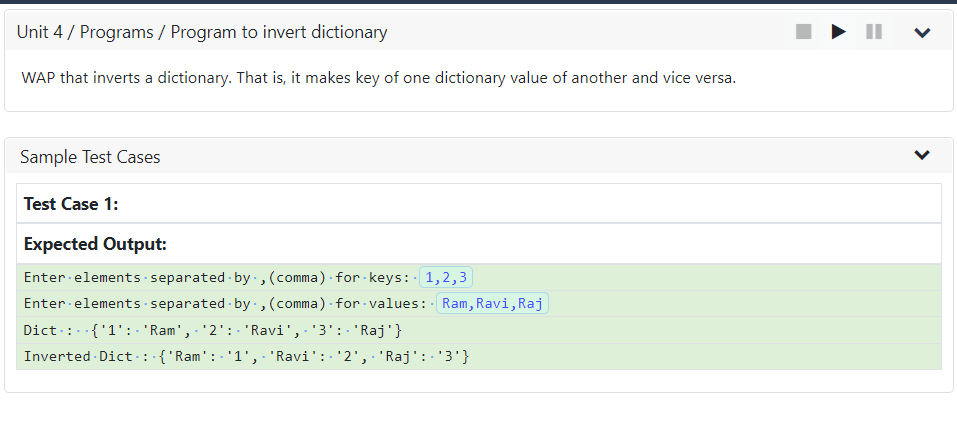 Unit 4 / Programs / Program to invert dictionary
WAP that inverts a dictionary. That is, it makes key of one dictionary value of another and vice versa.
Sample Test Cases
Test Case 1:
Expected Output:
Enter·elements·separated·by·,(comma)·for·keys:·1,2,3
Enter·elements·separated·by·,(comma)·for·values:·Ram,Ravi,Raj
Dict·:··{'1':·'Ram',·'2':·'Ravi',·'3':·'Raj'}
Inverted·Dict·:·{'Ram':·'1',·'Ravi':·'2',·'Raj':·'3'}